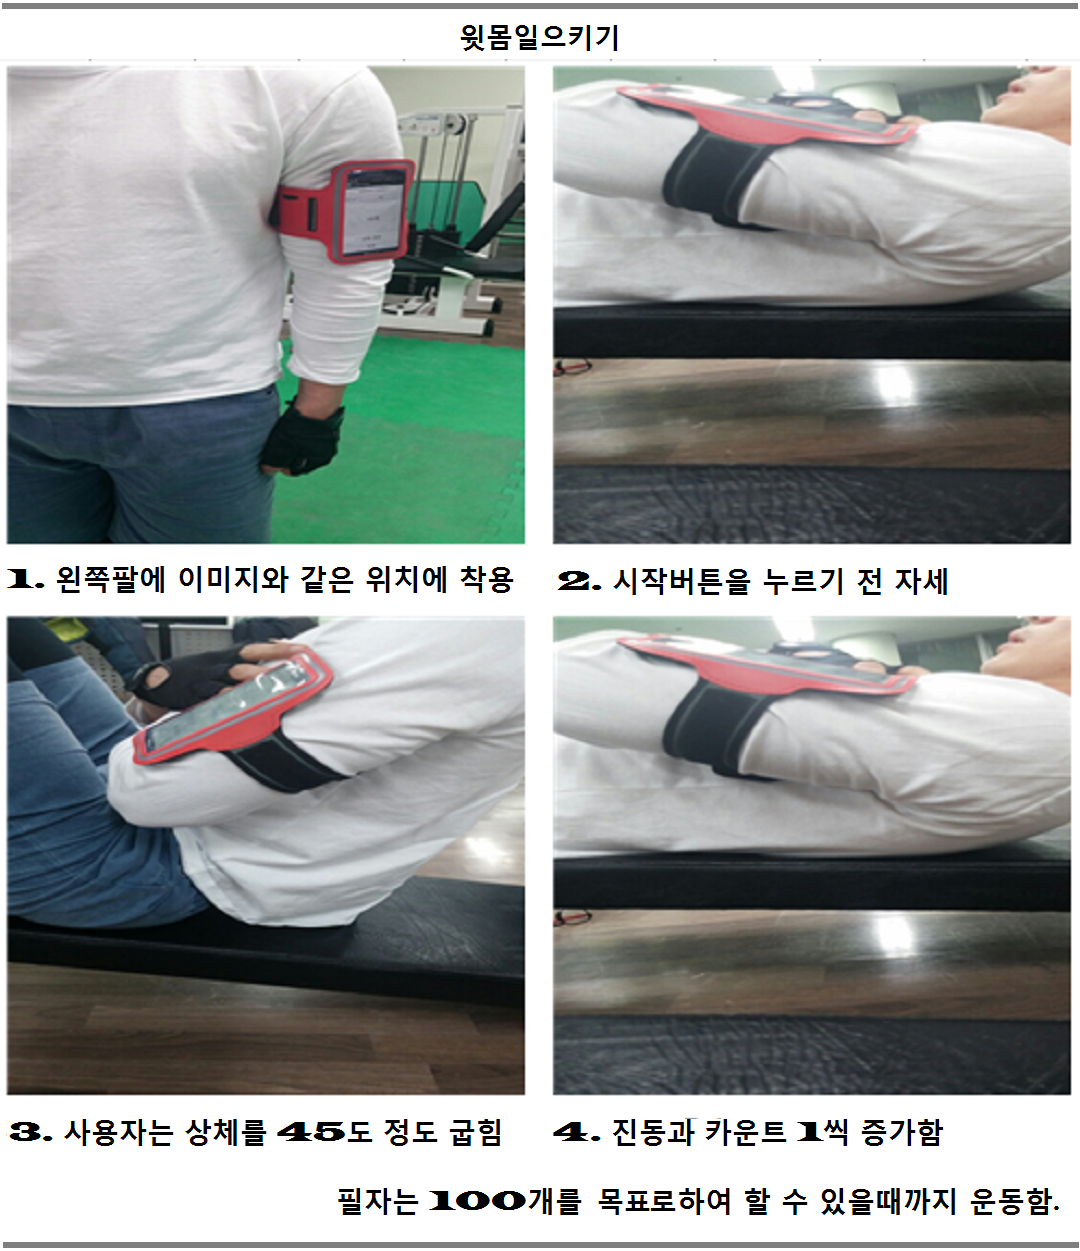 윗몸일으키기
1. 왼쪽팔에 이미지와 같은 위치에 착용
2. 시작버튼을 누르기 전 자세
3. 사용자는 상체를 45도 정도 굽힘
4. 진동과 카운트 1씩 증가함
필자는 100개를 목표로하여 할 수 있을때까지 운동함.